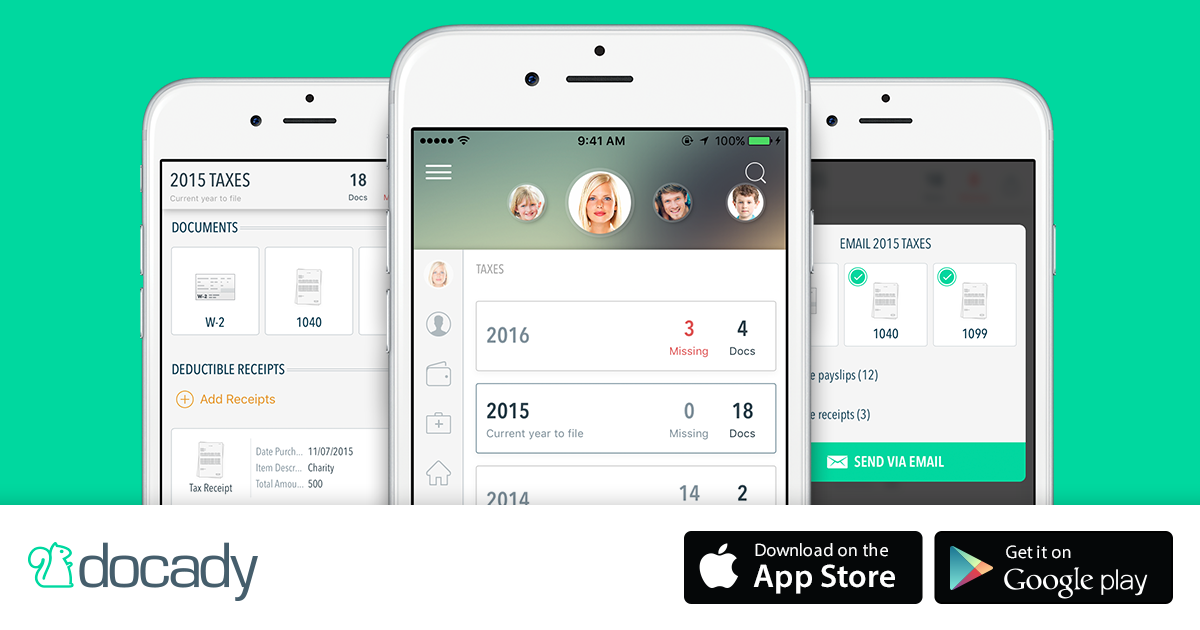 2015 TAXES
Current year to file
18
Docs
M
DOCUMENTS
W-2
W-2
1040
DEDUCTIBLE RECEIPTS
Add Receipts
Tax Receipt
Date Purch... 11/07/2015
Item Descr... Charity
Total Amou... 500
9:41 AM
100%
TAXES
2016
3
Missing
4
Docs
2015
Current year to file
0
Missing
18
Docs
2014
14
2
EMAIL 2015 TAXES
1040
1099
e payslips (12)
e receipts (3)
SEND VIA EMAIL
docady
Download on the
App Store
Get it on
Google play